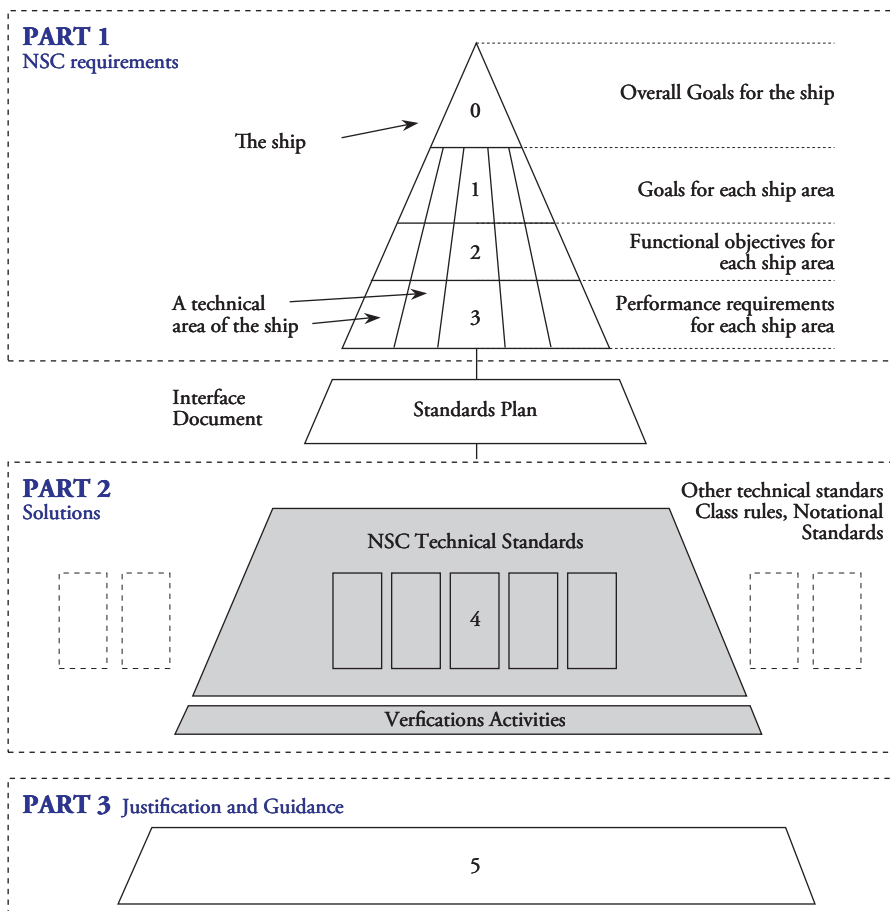 PART 1
NSC requirements
0
Overall Goals for the ship
The ship
1
Goals for each ship area
2
Functional objectives for
each ship area
A technical
area of the ship
3
Performance requirements
for each ship area
Interface
Document
Standards Plan
PART 2
Solutions
Other technical standars
Class rules, Notational
Standards
NSC Technical Standards
4
Verfications Activities
PART 3 Justification and Guidance
5